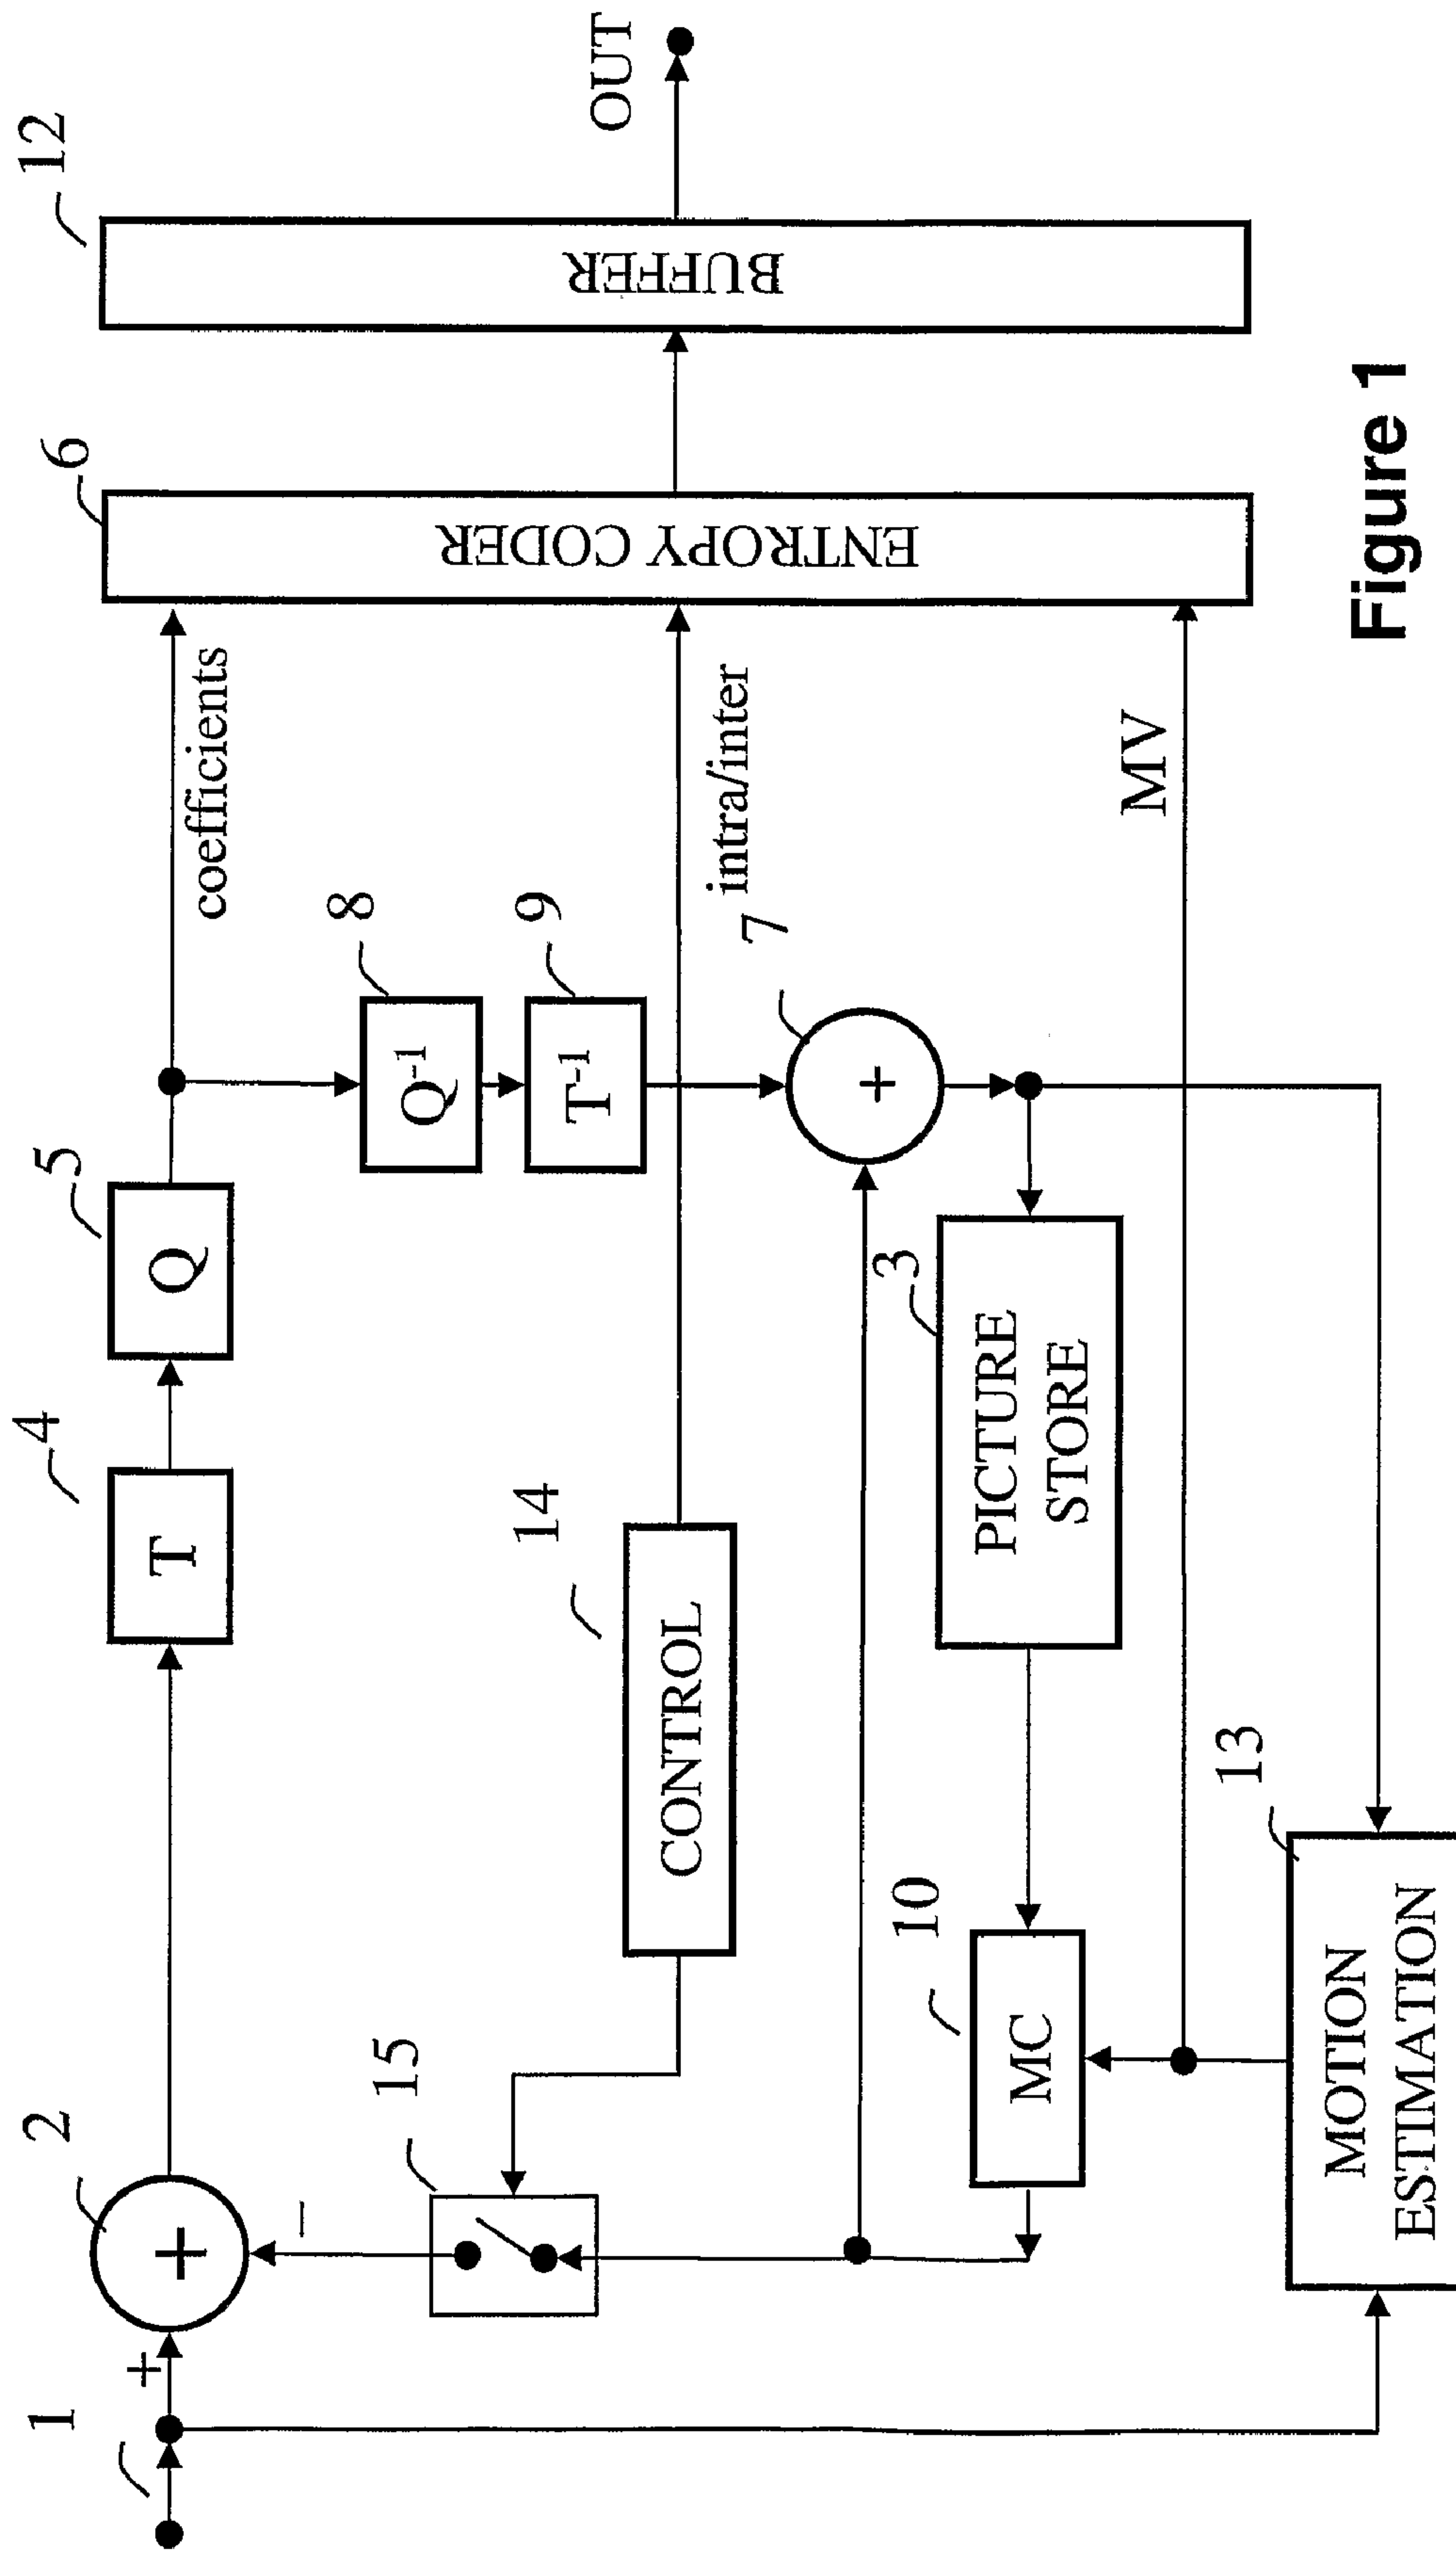 1
+
2
+
−
15
4
T
5
Q
coefficients
6
ENTROPY CODER
12
BUFFER
OUT
8
Q-1
9
T-1
14
CONTROL
intra/inter
7
+
3
PICTURE
STORE
10
MC
MV
13
MOTION
ESTIMATION
Figure 1